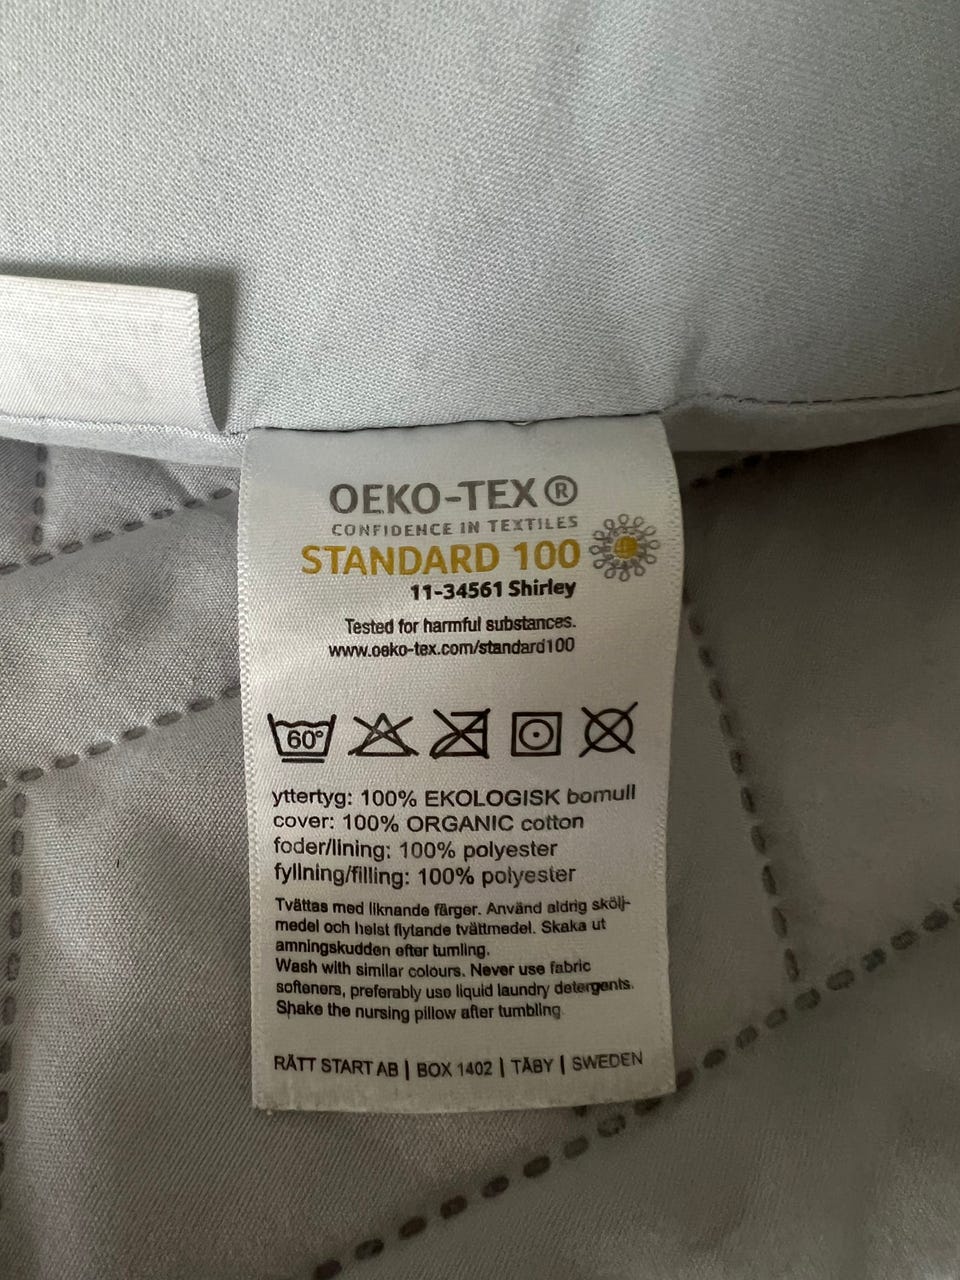 OEKO-TEX®
CONFIDENCE IN TEXTILES
STANDARD 100
11-34561 Shirley
Tested for harmful substances.
www.oeko-tex.com/standard100
60°
yttertyg: 100% EKOLOGISK bomull
cover: 100% ORGANIC cotton
foder/lining: 100% polyester
fyllning/filling: 100% polyester
Tvättas med liknande färger. Använd aldrig skölj-
medel och helst flytande tvättmedel. Skaka ut
amningskudden efter tumling.
Wash with similar colours. Never use fabric
softeners, preferably use liquid laundry detergents.
Shake the nursing pillow after tumbling
RÄTT START AB | BOX 1402 | TÄBY | SWEDEN